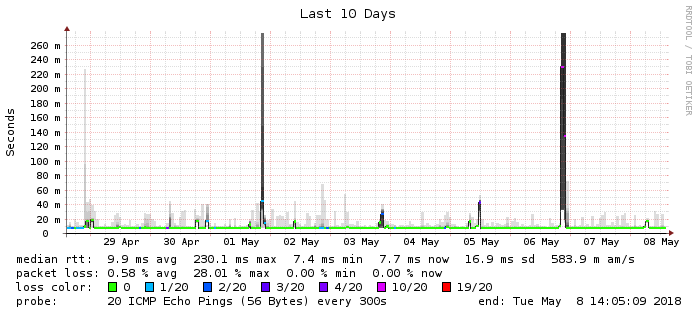 Last 10 Days
RRDTOOL / TOBI OETIKER
Seconds
260 m
240 m
220 m
200 m
180 m
160 m
140 m
120 m
100 m
80 m
60 m
40 m
20 m
0
29 Apr 30 Apr 01 May 02 May 03 May 04 May 05 May 06 May 07 May 08 May
median rtt: 9.9 ms avg 230.1 ms max 7.4 ms min 7.7 ms now 16.9 ms sd 583.9 m am/s
packet loss: 0.58 % avg 28.01 % max 0.00 % min 0.00 % now
loss color: 0 1/20 2/20 3/20 4/20 10/20 19/20
probe: 20 ICMP Echo Pings (56 Bytes) every 300s end: Tue May 8 14:05:09 2018